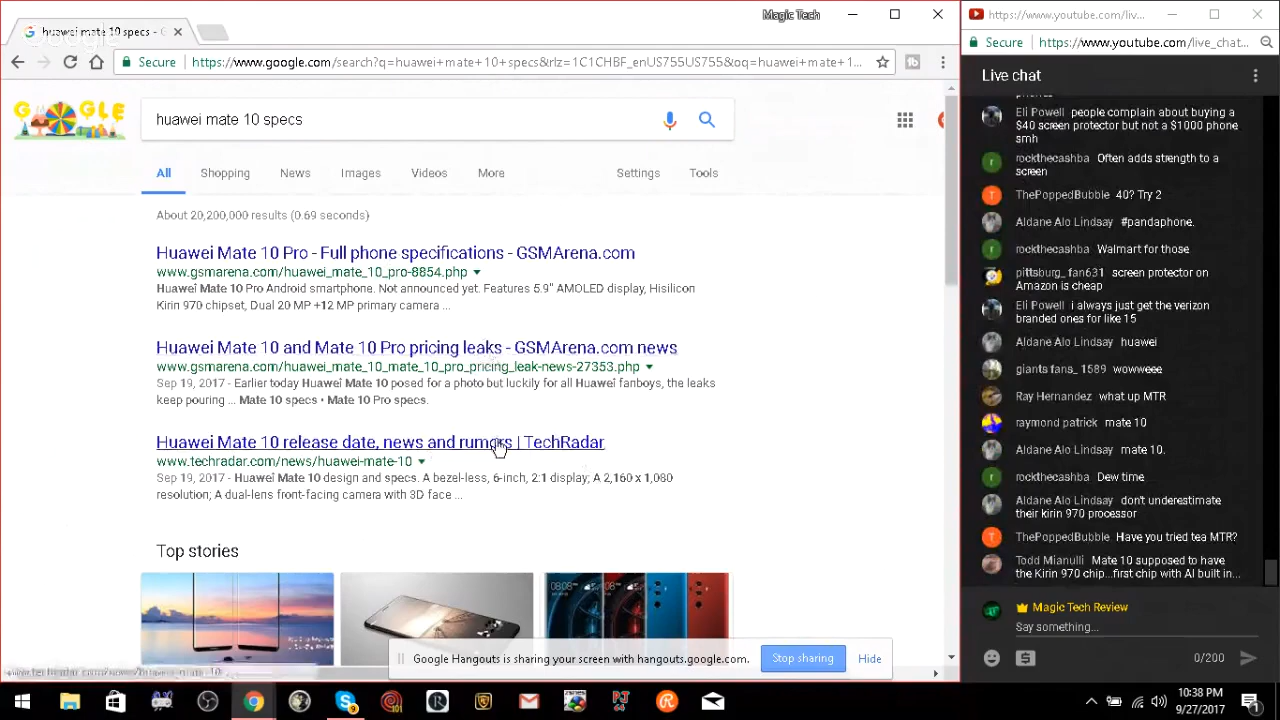 Magic Tech
huawei mate 10 specs -
https://www.youtube.com/liv...
Secure
https://www.google.com/search?q=huawei+mate+10+specs&rlz=1C1CHBF_enUS755US755&oq=huawei+mate+1...
Secure
https://www.youtube.com/live_chat...
GOOGLE
huawei mate 10 specs
All
Shopping
News
Images
Videos
More
Settings
Tools
About 20,200,000 results (0.69 seconds)
Huawei Mate 10 Pro - Full phone specifications - GSMArena.com
www.gsmarena.com/huawei_mate_10_pro-8854.php
Huawei Mate 10 Pro Android smartphone. Not announced yet. Features 5.9" AMOLED display, Hisilicon
Kirin 970 chipset, Dual 20 MP +12 MP primary camera ...
Huawei Mate 10 and Mate 10 Pro pricing leaks - GSMArena.com news
www.gsmarena.com/huawei_mate_10_mate_10_pro_pricing_leak-news-27353.php
Sep 19, 2017 - Earlier today Huawei Mate 10 posed for a photo but luckily for all Huawei fanboys, the leaks
keep pouring ... Mate 10 specs • Mate 10 Pro specs.
Huawei Mate 10 release date, news and rumors | TechRadar
www.techradar.com/news/huawei-mate-10
Sep 19, 2017 - Huawei Mate 10 design and specs. A bezel-less, 6-inch, 2:1 display; A 2,160 x 1,080
resolution; A dual-lens front-facing camera with 3D face ...
Top stories
08:08
08:08
Google Hangouts is sharing your screen with hangouts.google.com.
Stop sharing
Hide
Live chat
Eli Powell people complain about buying a
$40 screen protector but not a $1000 phone
smh
rockthecashba Often adds strength to a
screen
ThePoppedBubble 40? Try 2
Aldane Alo Lindsay #pandaphone.
rockthecashba Walmart for those
pittsburg_fan631 screen protector on
Amazon is cheap
Eli Powell i always just get the verizon
branded ones for like 15
Aldane Alo Lindsay huawei
giants fans_ 1589 wowweee
Ray Hernandez what up MTR
raymond patrick mate 10
Aldane Alo Lindsay mate 10.
rockthecashba Dew time
Aldane Alo Lindsay don't underestimate
their kirin 970 processor
ThePoppedBubble Have you tried tea MTR?
Todd Mianulli Mate 10 supposed to have
the Kirin 970 chip...first chip with AI built in...
Magic Tech Review
Say something...
0/200
10:38 PM
9/27/2017